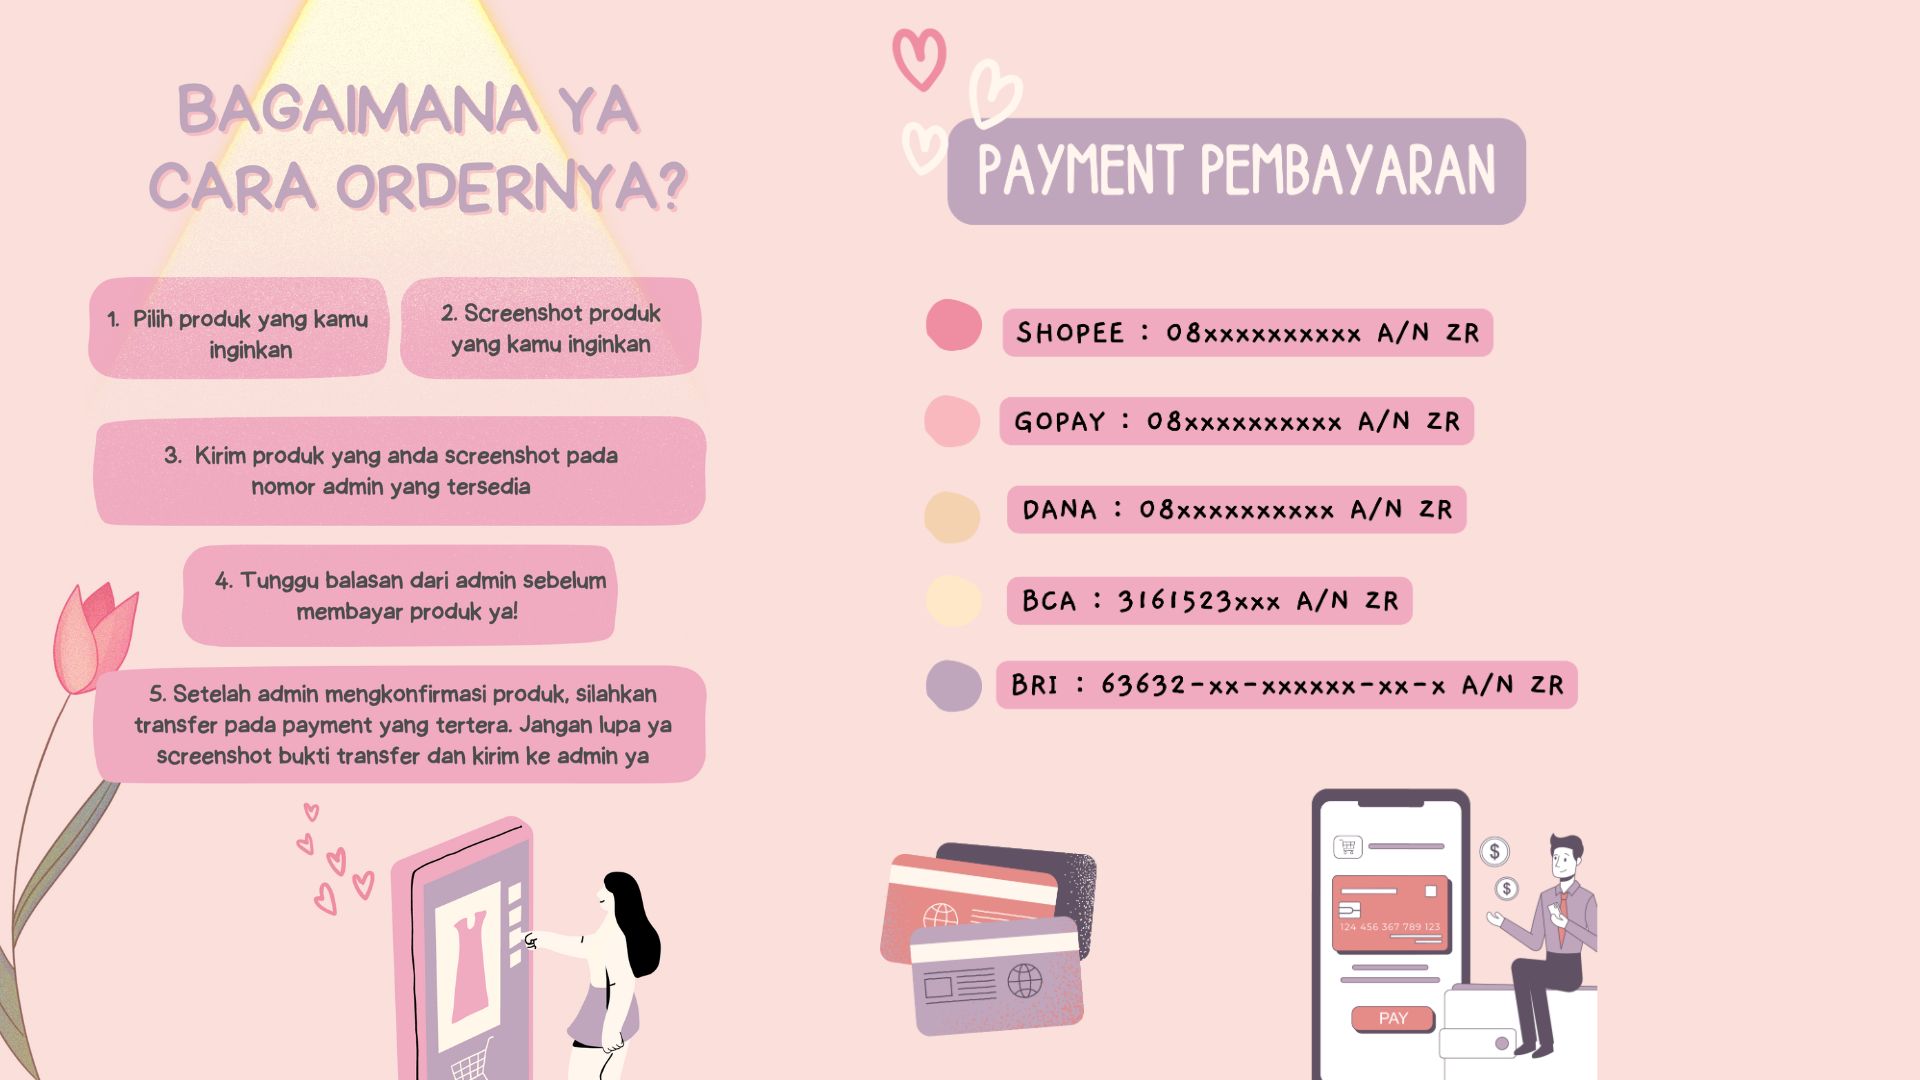 BAGAIMANA YA
CARA ORDERNYA?
1. Pilih produk yang kamu
inginkan
2. Screenshot produk
yang kamu inginkan
3. Kirim produk yang anda screenshot pada
nomor admin yang tersedia
4. Tunggu balasan dari admin sebelum
membayar produk ya!
5. Setelah admin mengkonfirmasi produk, silahkan
transfer pada payment yang tertera. Jangan lupa ya
screenshot bukti transfer dan kirim ke admin ya
PAYMENT PEMBAYARAN
SHOPEE : 08xxxxxxxxxx A/N ZR
GOPAY : 08xxxxxxxxxx A/N ZR
DANA : 08xxxxxxxxxx A/N ZR
BCA : 3161523xxx A/N ZR
BRI : 63632-xx-xxxxxx-xx-x A/N ZR
$
$
124 456 367 789 123
PAY